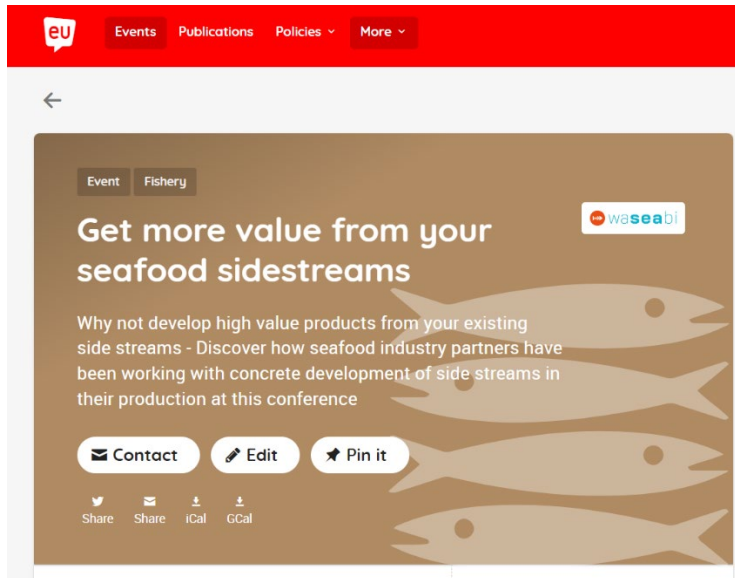 eu
Events Publications Policies More
Event Fishery
waseabi
Get more value from your
seafood sidestreams
Why not develop high value products from your existing
side streams - Discover how seafood industry partners have
been working with concrete development of side streams in
their production at this conference
Contact Edit Pin it
Share Share iCal GCal